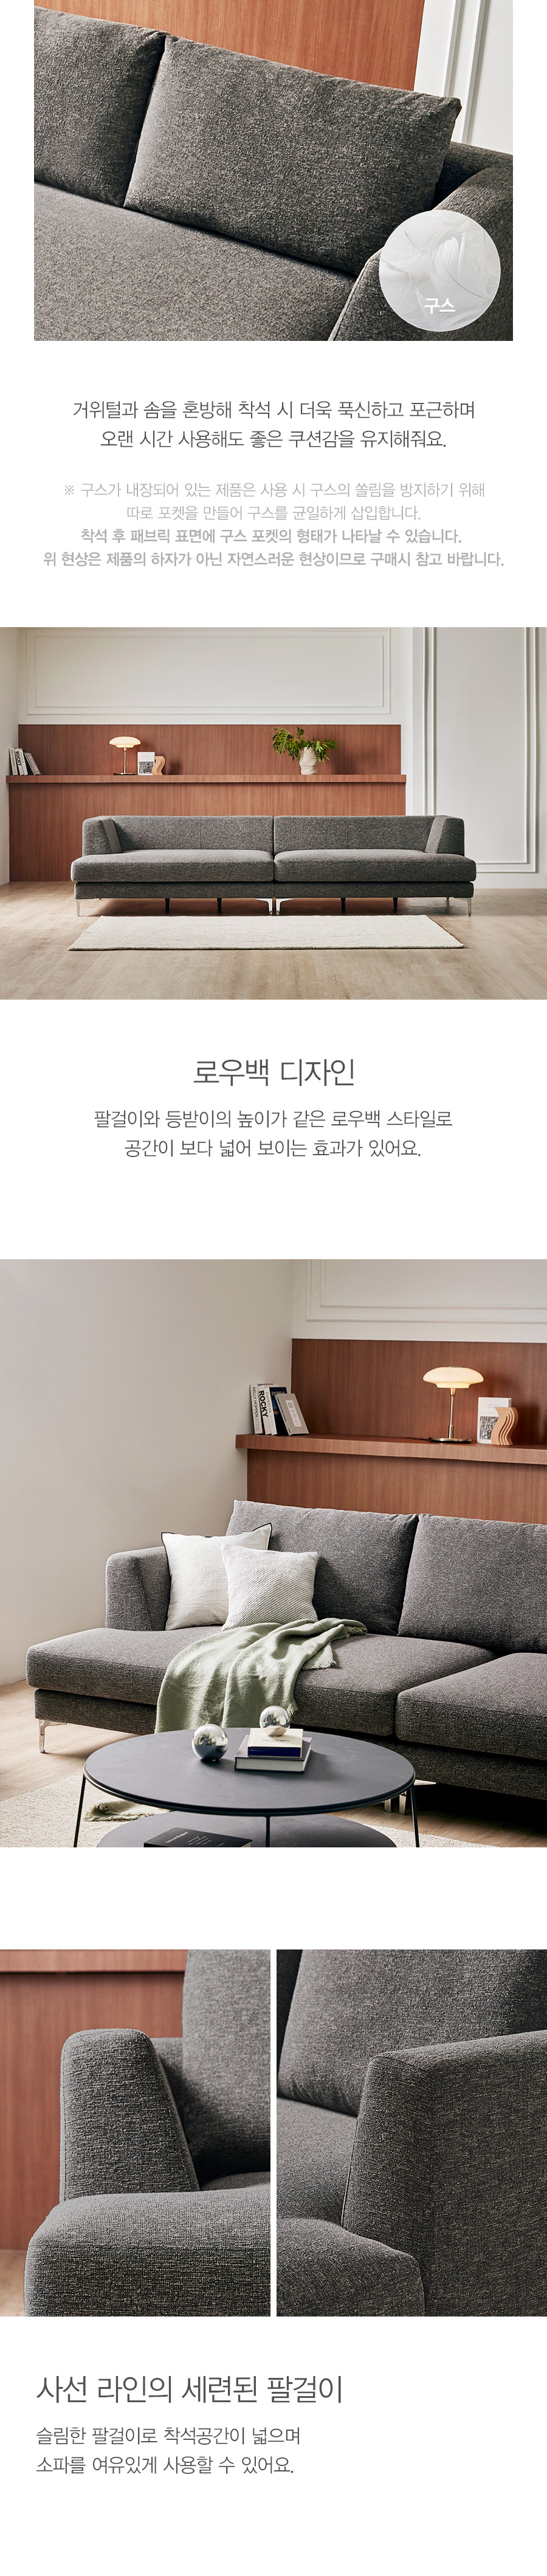 구스
거위털과 솜을 혼방해 착석 시 더욱 푹신하고 포근하며
오랜 시간 사용해도 좋은 쿠션감을 유지해줘요.
※ 구스가 내장되어 있는 제품은 사용 시 구스의 쏠림을 방지하기 위해
따로 포켓을 만들어 구스를 균일하게 삽입합니다.
착석 후 패브릭 표면에 구스 포켓의 형태가 나타날 수 있습니다.
위 현상은 제품의 하자가 아닌 자연스러운 현상이므로 구매시 참고 바랍니다.
로우백 디자인
팔걸이와 등받이의 높이가 같은 로우백 스타일로
공간이 보다 넓어 보이는 효과가 있어요.
ROCKY
사선 라인의 세련된 팔걸이
슬림한 팔걸이로 착석공간이 넓으며
소파를 여유있게 사용할 수 있어요.